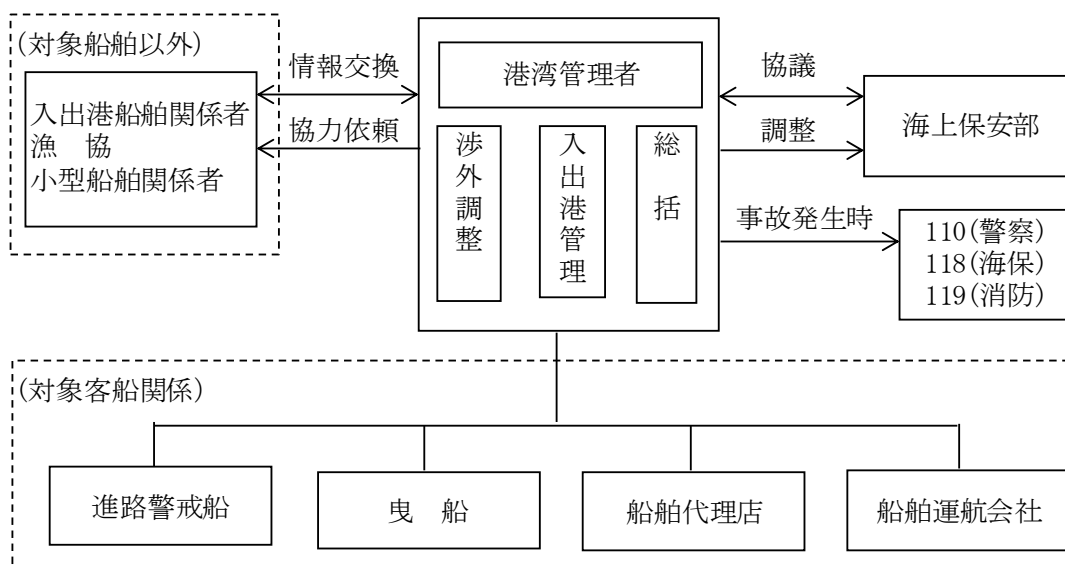 (対象船舶以外)
入出港船舶関係者
漁　協
小型船舶関係者
情報交換
協力依頼
港湾管理者
渉外調整
入出港管理
総　括
協議
調整
海上保安部
事故発生時
110(警察)
118(海保)
119(消防)
(対象客船関係)
進路警戒船
曳　船
船舶代理店
船舶運航会社